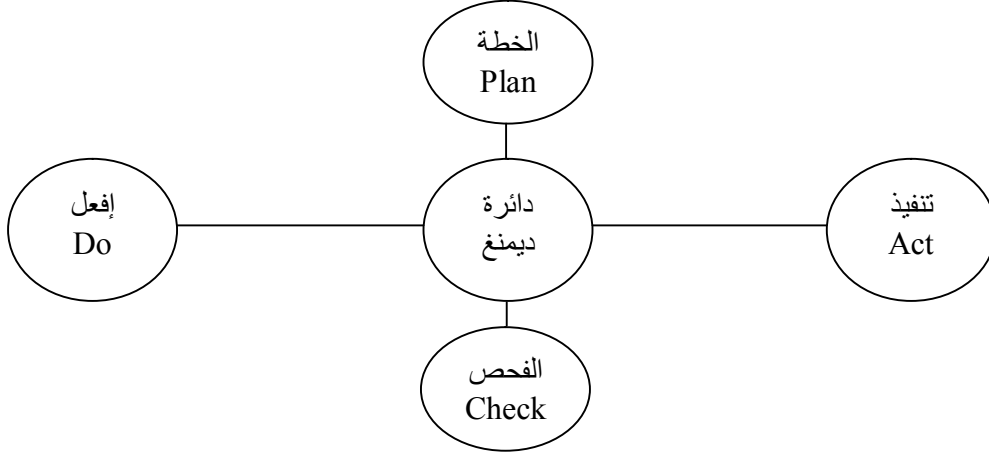 الخطة
Plan
إفعل
Do
دائرة
ديمنغ
تنفيذ
Act
الفحص
Check